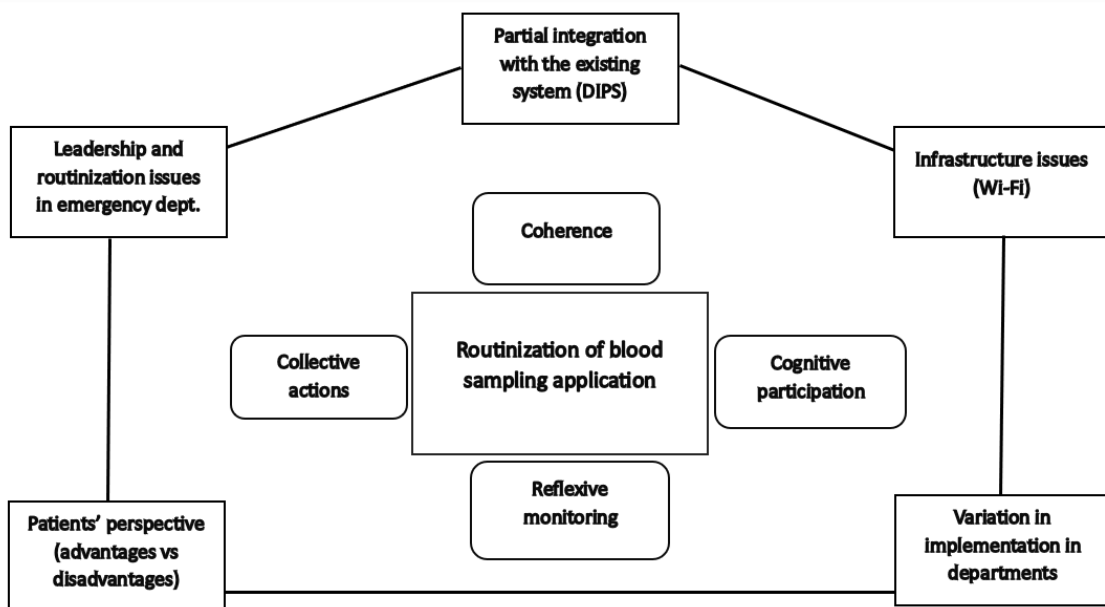 Partial integration
with the existing
system (DIPS)
Leadership and
routinization issues
in emergency dept.
Infrastructure issues
(Wi-Fi)
Coherence
Collective
actions
Routinization of blood
sampling application
Cognitive
participation
Reflexive
monitoring
Patients’ perspective
(advantages vs
disadvantages)
Variation in
implementation in
departments